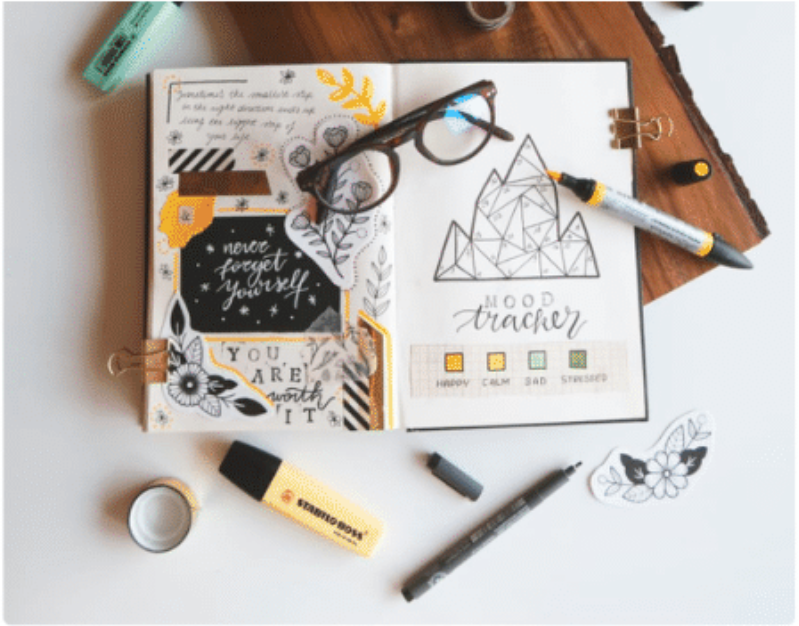 Sometimes the smallest step
in the right direction ends up
being the biggest step of
your life
never
forget
yourself
YOU
ARE
worth
IT
MOOD
tracker
HAPPY CALM SAD STRESSED
STABILO BOSS